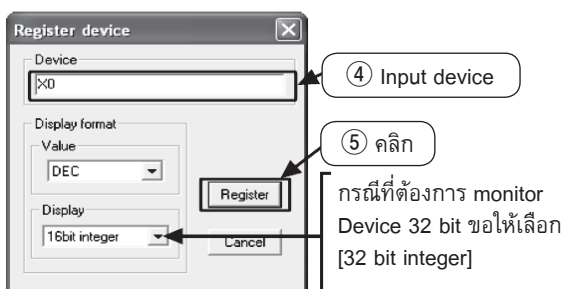 Register device
Device
X0
④ Input device
Display format
Value
DEC
⑤ คลิก
Register
Display
16bit integer
Cancel
กรณีที่ต้องการ monitor
Device 32 bit ขอให้เลือก
[32 bit integer]